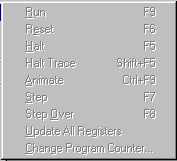 Run F9
Reset F6
Halt F5
Halt Trace Shift+F5
Animate Ctrl+F9
Step F7
Step Over F8
Update All Registers
Change Program Counter...